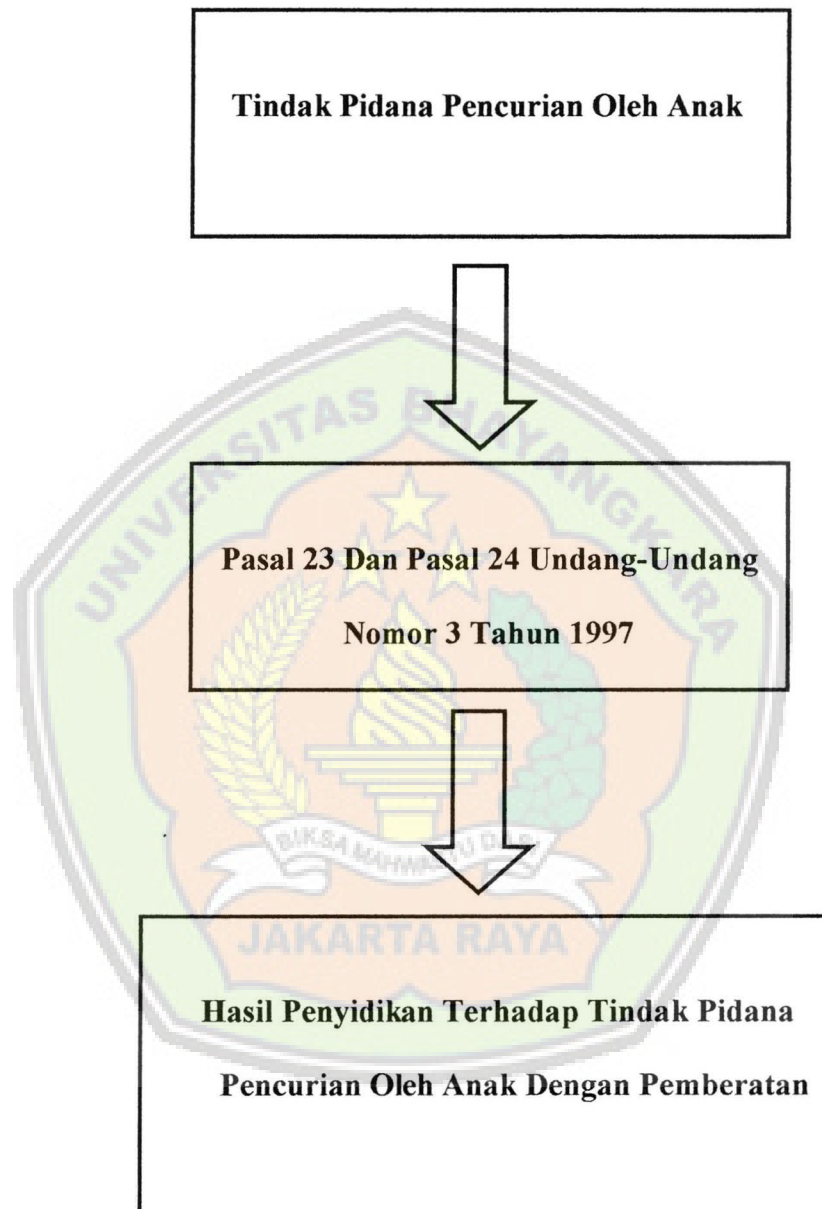 Tindak Pidana Pencurian Oleh Anak
UNIVERSITAS BHAYANGKARA
Pasal 23 Dan Pasal 24 Undang-Undang
Nomor 3 Tahun 1997
JAKARTA RAYA
Hasil Penyidikan Terhadap Tindak Pidana
Pencurian Oleh Anak Dengan Pemberatan